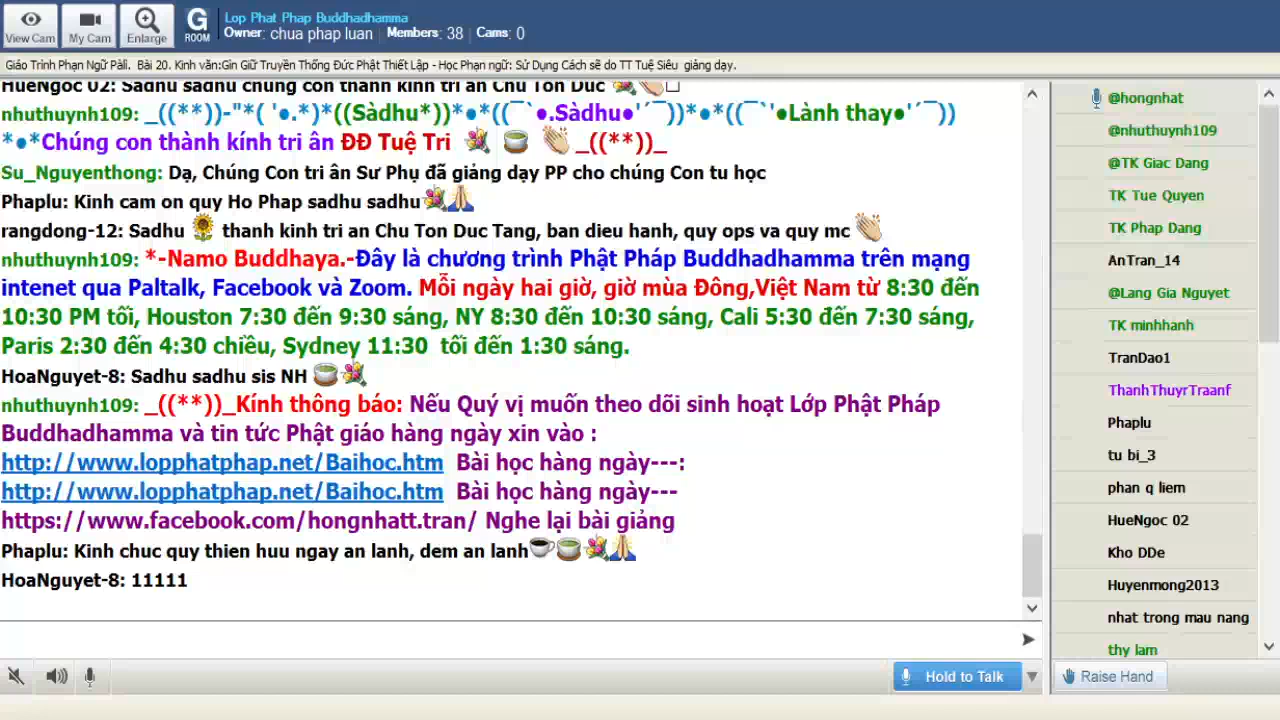 Lop Phat Phap Buddhadhamma
Owner: chua phap luan Members: 38 Cams: 0
View Cam My Cam Enlarge G ROOM
Giáo Trình Phạn Ngữ Pāli. Bài 20. Kinh văn:Gin Giữ Truyền Thống Đức Phật Thiết Lập - Học Phạn ngữ: Sử Dụng Cách sẽ do TT Tuệ Siêu giảng dạy.
HueNgoc 02: Sadhu sadhu chung con thanh kinh tri an Chu Ton Duc
nhuthuynh109: _((**))-"*( '●.*)*((Sàdhu*))*●*((¯`●.Sàdhu●'´¯))*●*((¯`'●Lành thay●'´¯))
*●*Chúng con thành kính tri ân ĐĐ Tuệ Tri _((**))_
Su_Nguyenthong: Dạ, Chúng Con tri ân Sư Phụ đã giảng dạy PP cho chúng Con tu học
Phaplu: Kinh cam on quy Ho Phap sadhu sadhu
rangdong-12: Sadhu thanh kinh tri an Chu Ton Duc Tang, ban dieu hanh, quy ops va quy mc
nhuthuynh109: *-Namo Buddhaya.-Đây là chương trình Phật Pháp Buddhadhamma trên mạng
intenet qua Paltalk, Facebook và Zoom. Mỗi ngày hai giờ, giờ mùa Đông,Việt Nam từ 8:30 đến
10:30 PM tối, Houston 7:30 đến 9:30 sáng, NY 8:30 đến 10:30 sáng, Cali 5:30 đến 7:30 sáng,
Paris 2:30 đến 4:30 chiều, Sydney 11:30 tối đến 1:30 sáng.
HoaNguyet-8: Sadhu sadhu sis NH
nhuthuynh109: _((**))_Kính thông báo: Nếu Quý vị muốn theo dõi sinh hoạt Lớp Phật Pháp
Buddhadhamma và tin tức Phật giáo hàng ngày xin vào :
http://www.lopphatphap.net/Baihoc.htm Bài học hàng ngày---:
http://www.lopphatphap.net/Baihoc.htm Bài học hàng ngày---
https://www.facebook.com/hongnhatt.tran/ Nghe lại bài giảng
Phaplu: Kinh chuc quy thien huu ngay an lanh, dem an lanh
HoaNguyet-8: 11111
Hold to Talk
@hongnhat
@nhuthuynh109
@TK Giac Dang
TK Tue Quyen
TK Phap Dang
AnTran_14
@Lang Gia Nguyet
TK minhhanh
TranDao1
ThanhThuyrTraanf
Phaplu
tu bi_3
phan q liem
HueNgoc 02
Kho DDe
Huyenmong2013
nhat trong mau nang
thy lam
Raise Hand